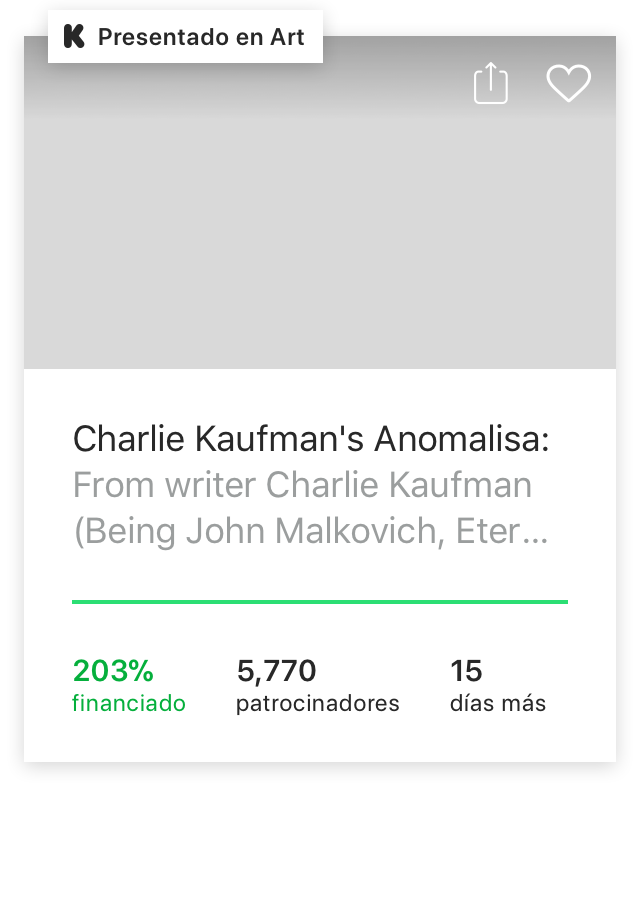 Presentado en Art
Charlie Kaufman's Anomalisa:
From writer Charlie Kaufman
(Being John Malkovich, Eter...
203%
financiado
5,770
patrocinadores
15
días más